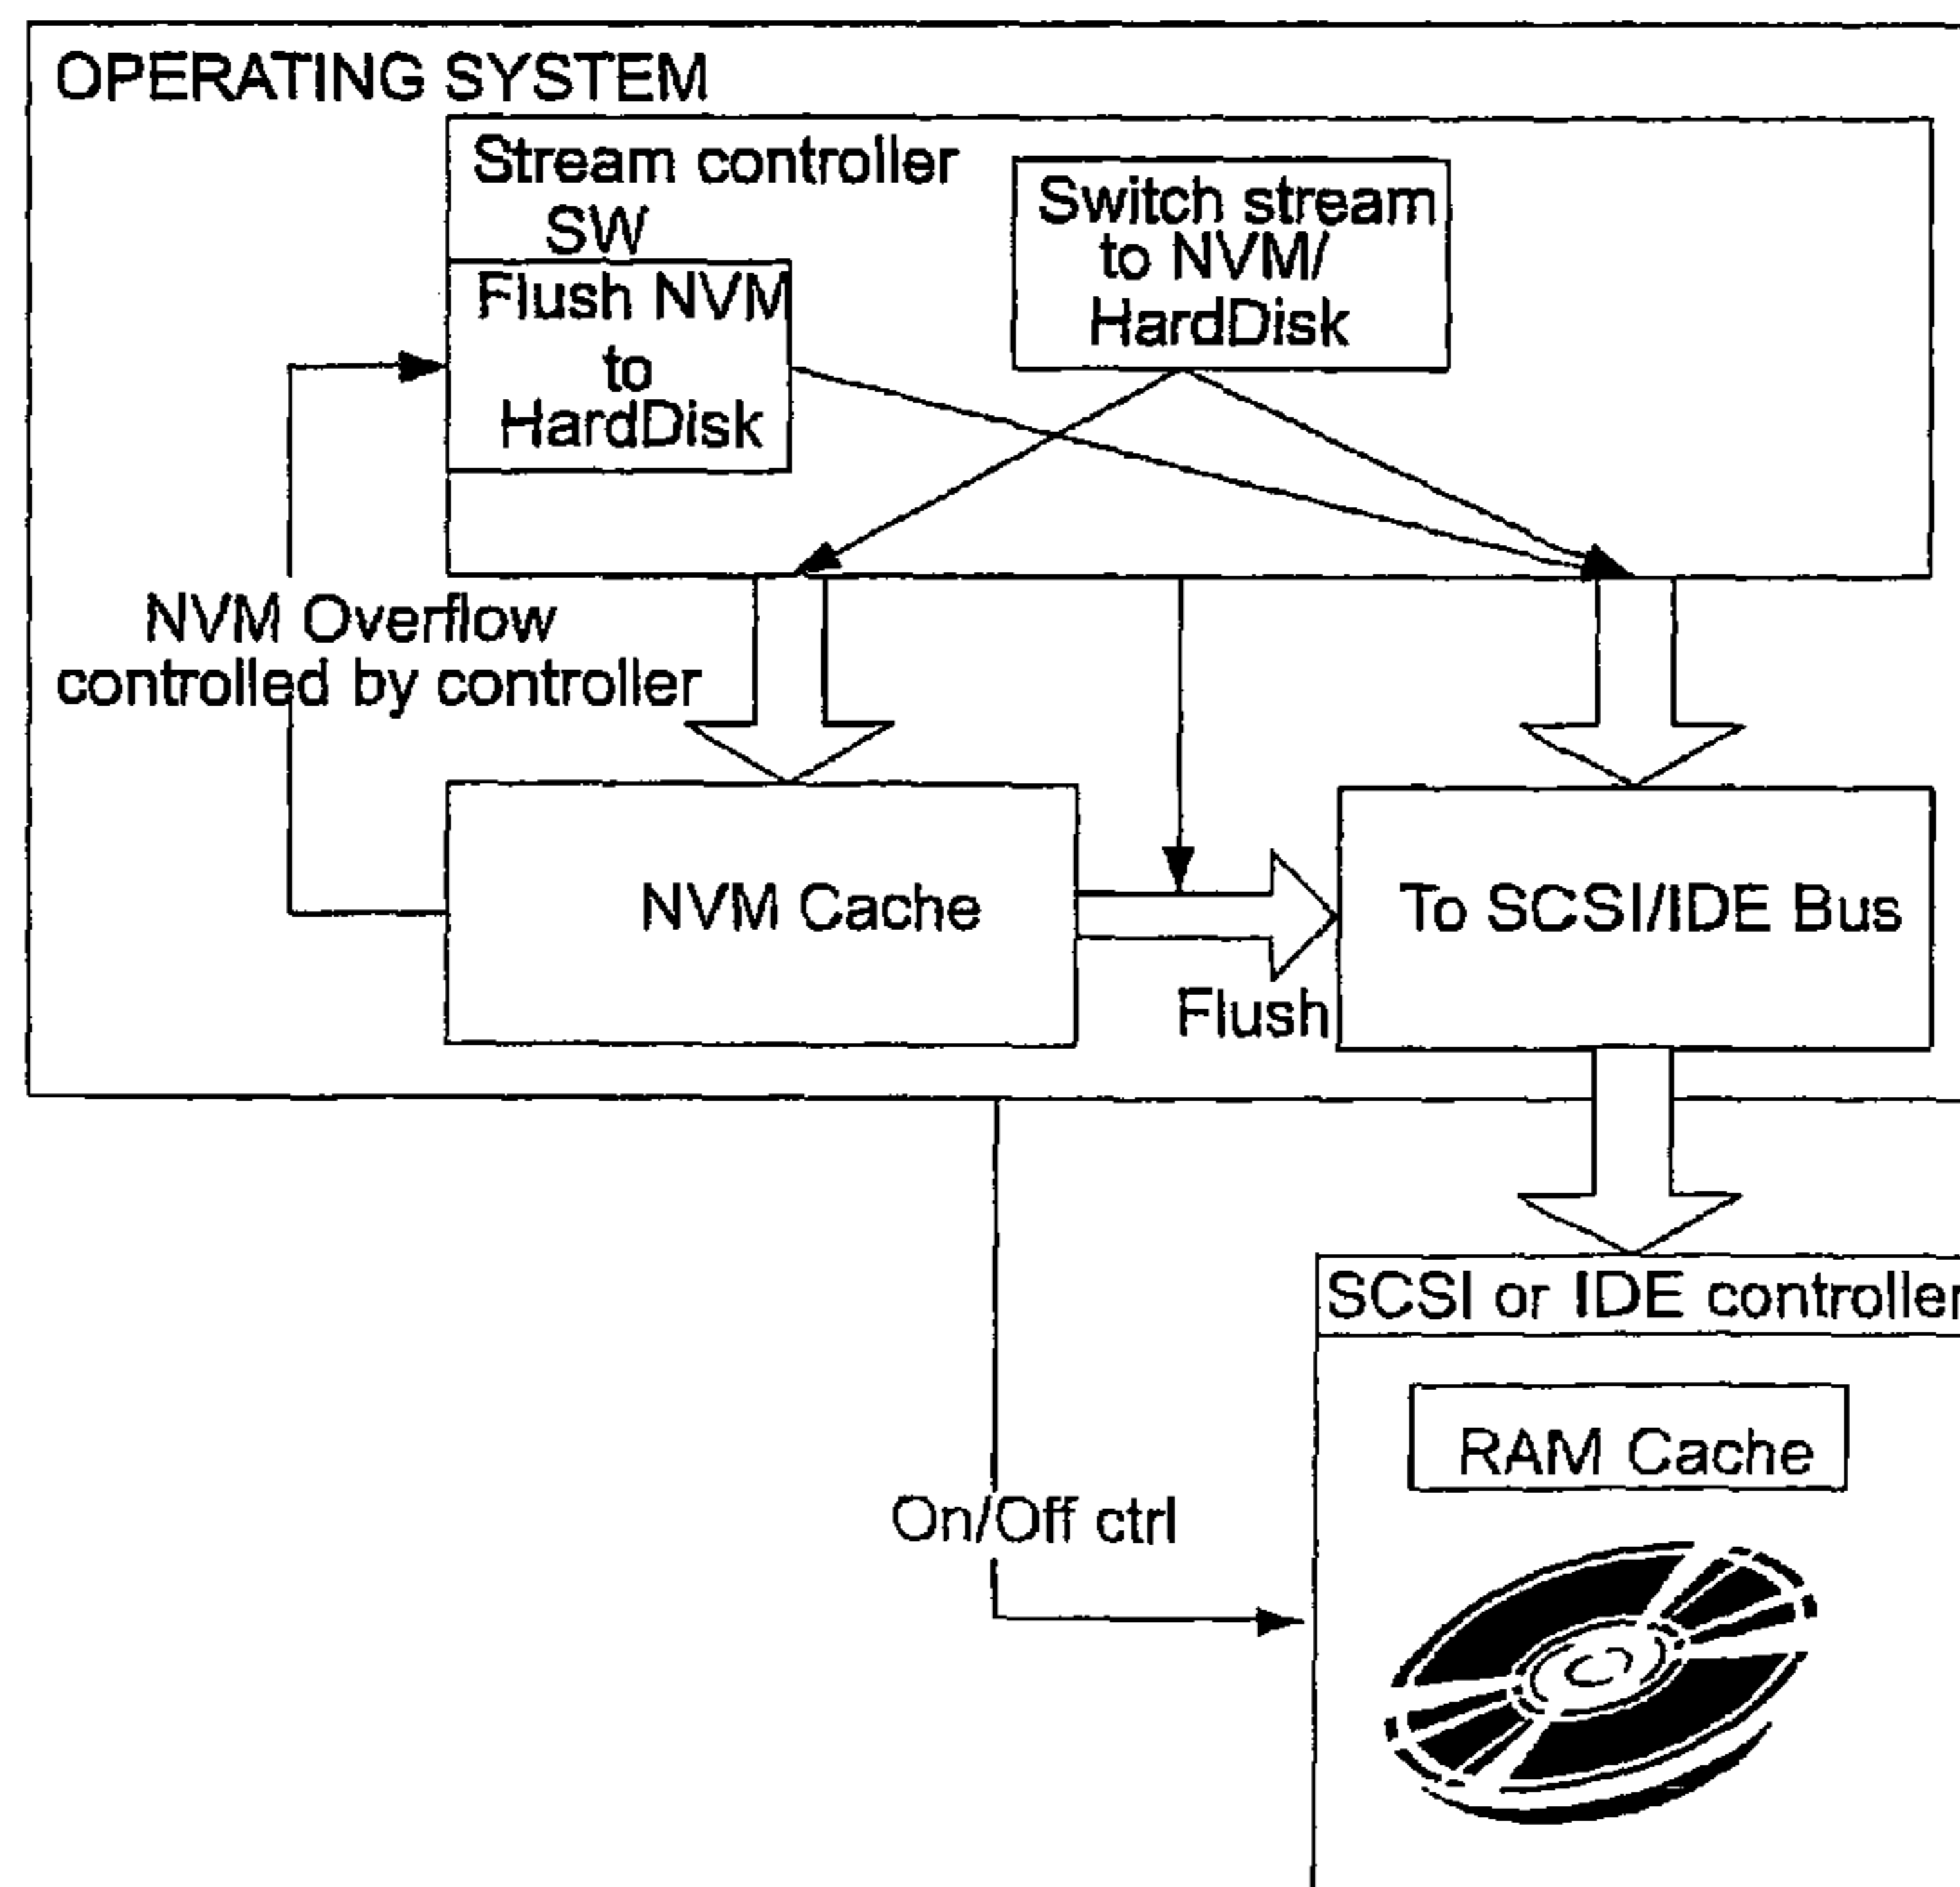 OPERATING SYSTEM
Stream controller
SW
Switch stream
to NVM/
HardDisk
Flush NVM
to
HardDisk
NVM Overflow
controlled by controller
NVM Cache
To SCSI/IDE Bus
Flush
SCSI or IDE controller
RAM Cache
On/Off ctrl